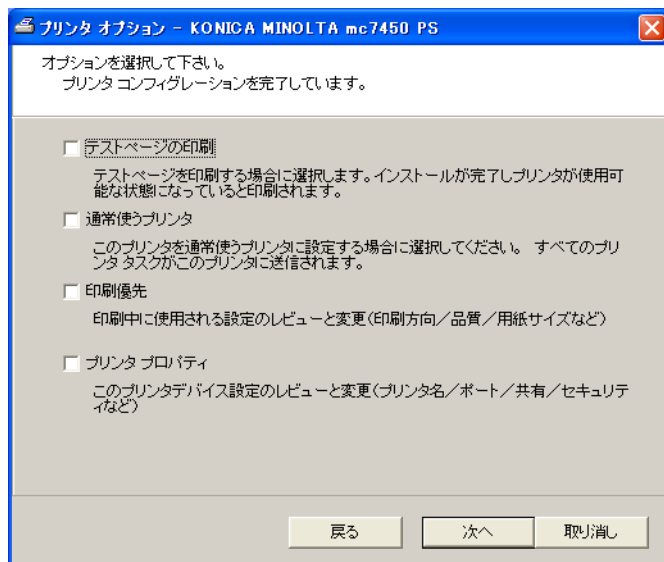 プリンタ オプション - KONICA MINOLTA mc7450 PS
オプションを選択して下さい。
プリンタ コンフィグレーションを完了しています。
テストページの印刷
テストページを印刷する場合に選択します。インストールが完了しプリンタが使用可
能な状態になっていると印刷されます。
通常使うプリンタ
このプリンタを通常使うプリンタに設定する場合に選択してください。 すべてのプリ
ンタ タスクがこのプリンタに送信されます。
印刷優先
印刷中に使用される設定のレビューと変更(印刷方向/品質/用紙サイズなど)
プリンタ プロパティ
このプリンタデバイス設定のレビューと変更(プリンタ名/ポート/共有/セキュリテ
ィなど)
戻る 次へ 取り消し